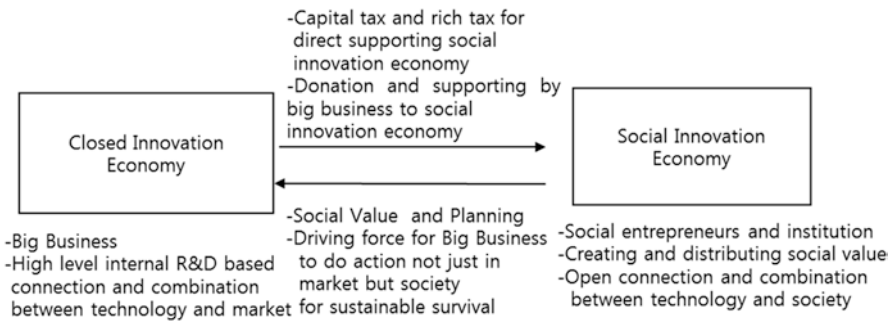 -Capital tax and rich tax for
direct supporting social
innovation economy
-Donation and supporting by
big business to social
innovation economy
Closed Innovation
Economy
Social Innovation
Economy
-Big Business
-High level internal R&D based
connection and combination
between technology and market
-Social Value and Planning
-Driving force for Big Business
to do action not just in
market but society
for sustainable survival
-Social entrepreneurs and institution
-Creating and distributing social value
-Open connection and combination
between technology and society